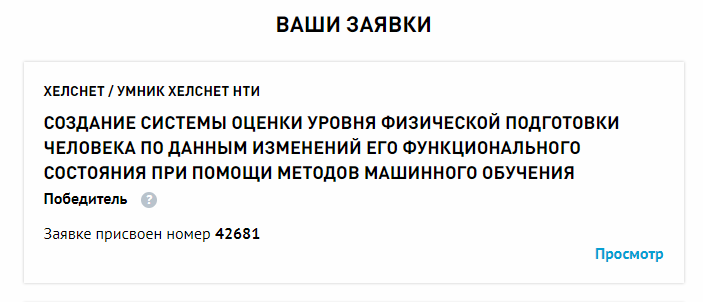 ВАШИ ЗАЯВКИ
ХЕЛСНЕТ / УМНИК ХЕЛСНЕТ НТИ
СОЗДАНИЕ СИСТЕМЫ ОЦЕНКИ УРОВНЯ ФИЗИЧЕСКОЙ ПОДГОТОВКИ
ЧЕЛОВЕКА ПО ДАННЫМ ИЗМЕНЕНИЙ ЕГО ФУНКЦИОНАЛЬНОГО
СОСТОЯНИЯ ПРИ ПОМОЩИ МЕТОДОВ МАШИННОГО ОБУЧЕНИЯ
Победитель ?
Заявке присвоен номер 42681
Просмотр